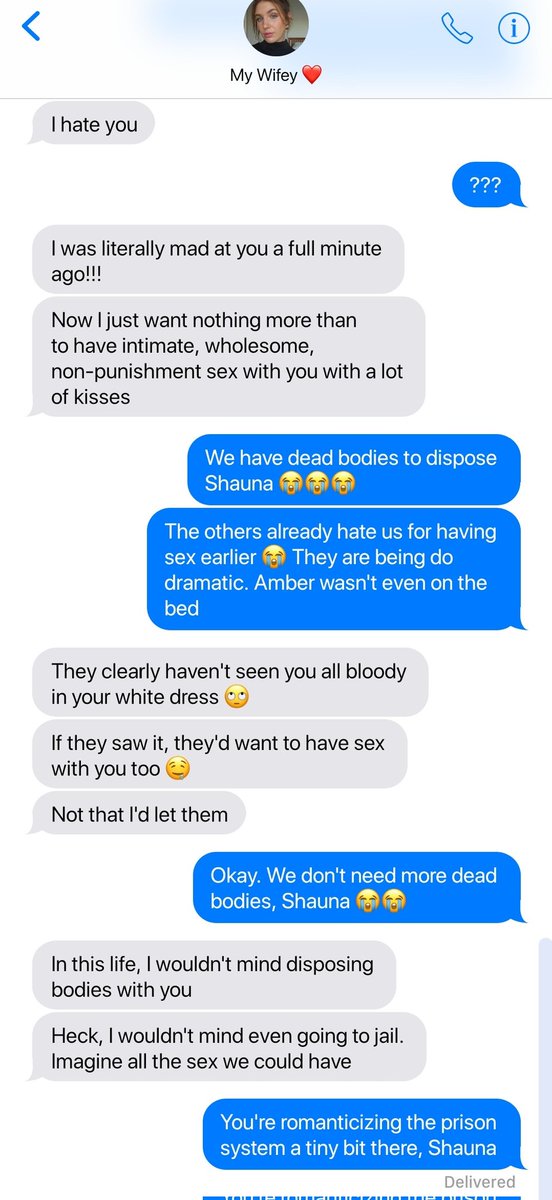 My Wifey ❤️
I hate you
???
I was literally mad at you a full minute
ago!!!
Now I just want nothing more than
to have intimate, wholesome,
non-punishment sex with you with a lot
of kisses
We have dead bodies to dispose
Shauna 😭😭😭
The others already hate us for having
sex earlier 😭 They are being do
dramatic. Amber wasn't even on the
bed
They clearly haven't seen you all bloody
in your white dress 🙄
If they saw it, they'd want to have sex
with you too 🤤
Not that I'd let them
Okay. We don't need more dead
bodies, Shauna 😭😭
In this life, I wouldn't mind disposing
bodies with you
Heck, I wouldn't mind even going to jail.
Imagine all the sex we could have
You're romanticizing the prison
system a tiny bit there, Shauna
Delivered